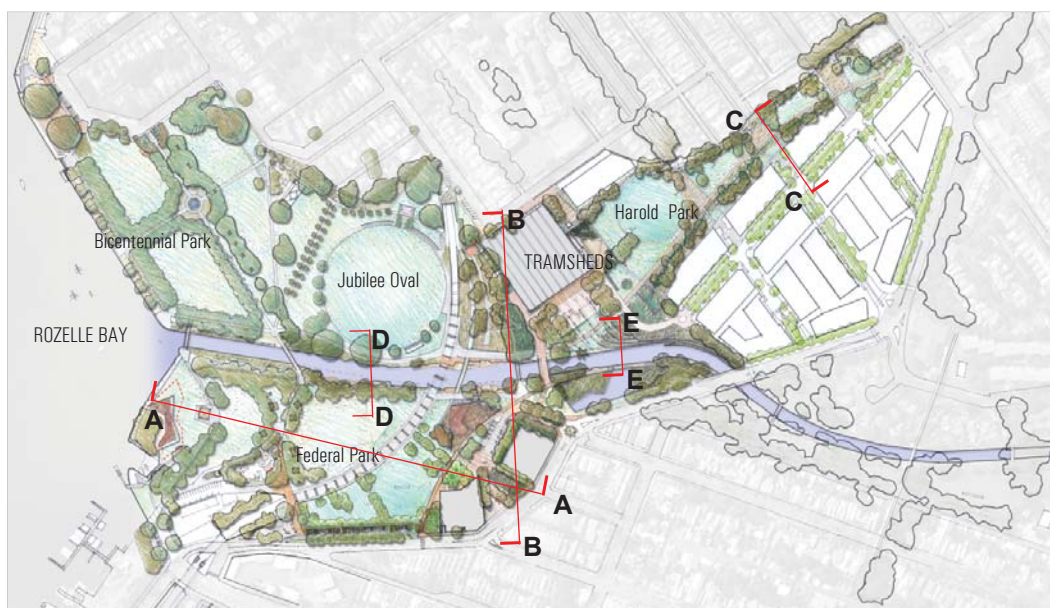 C
C
B
Harold Park
Bicentennial Park
TRAMSHEDS
Jubilee Oval
E
ROZELLE BAY
D
E
A
D
Federal Park
A
B